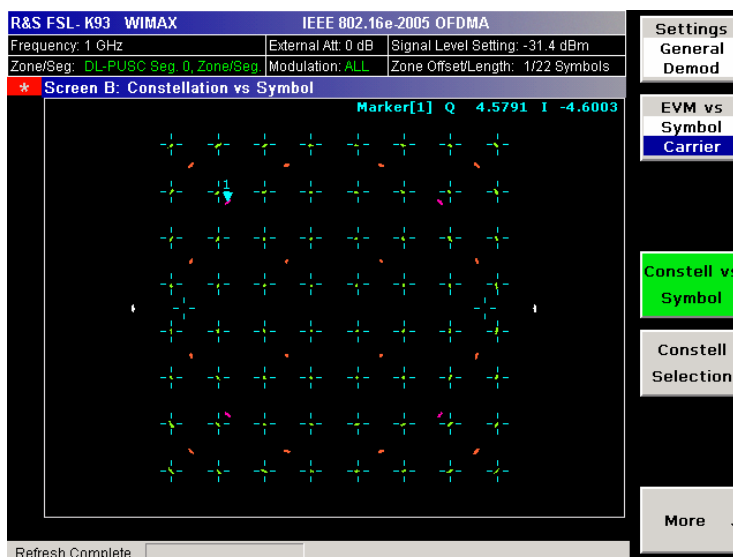 R&S FSL-K93 WIMAX IEEE 802.16e-2005 OFDMA
Frequency: 1 GHz External Att: 0 dB Signal Level Setting: -31.4 dBm
Zone/Seg: DL-PUSC Seg. 0, Zone/Seg. Modulation: ALL Zone Offset/Length: 1/22 Symbols
* Screen B: Constellation vs Symbol
Marker[1] Q 4.5791 I -4.6003
1
Refresh Complete
Settings
General
Demod
EVM vs
Symbol
Carrier
Constell vs
Symbol
Constell
Selection
More